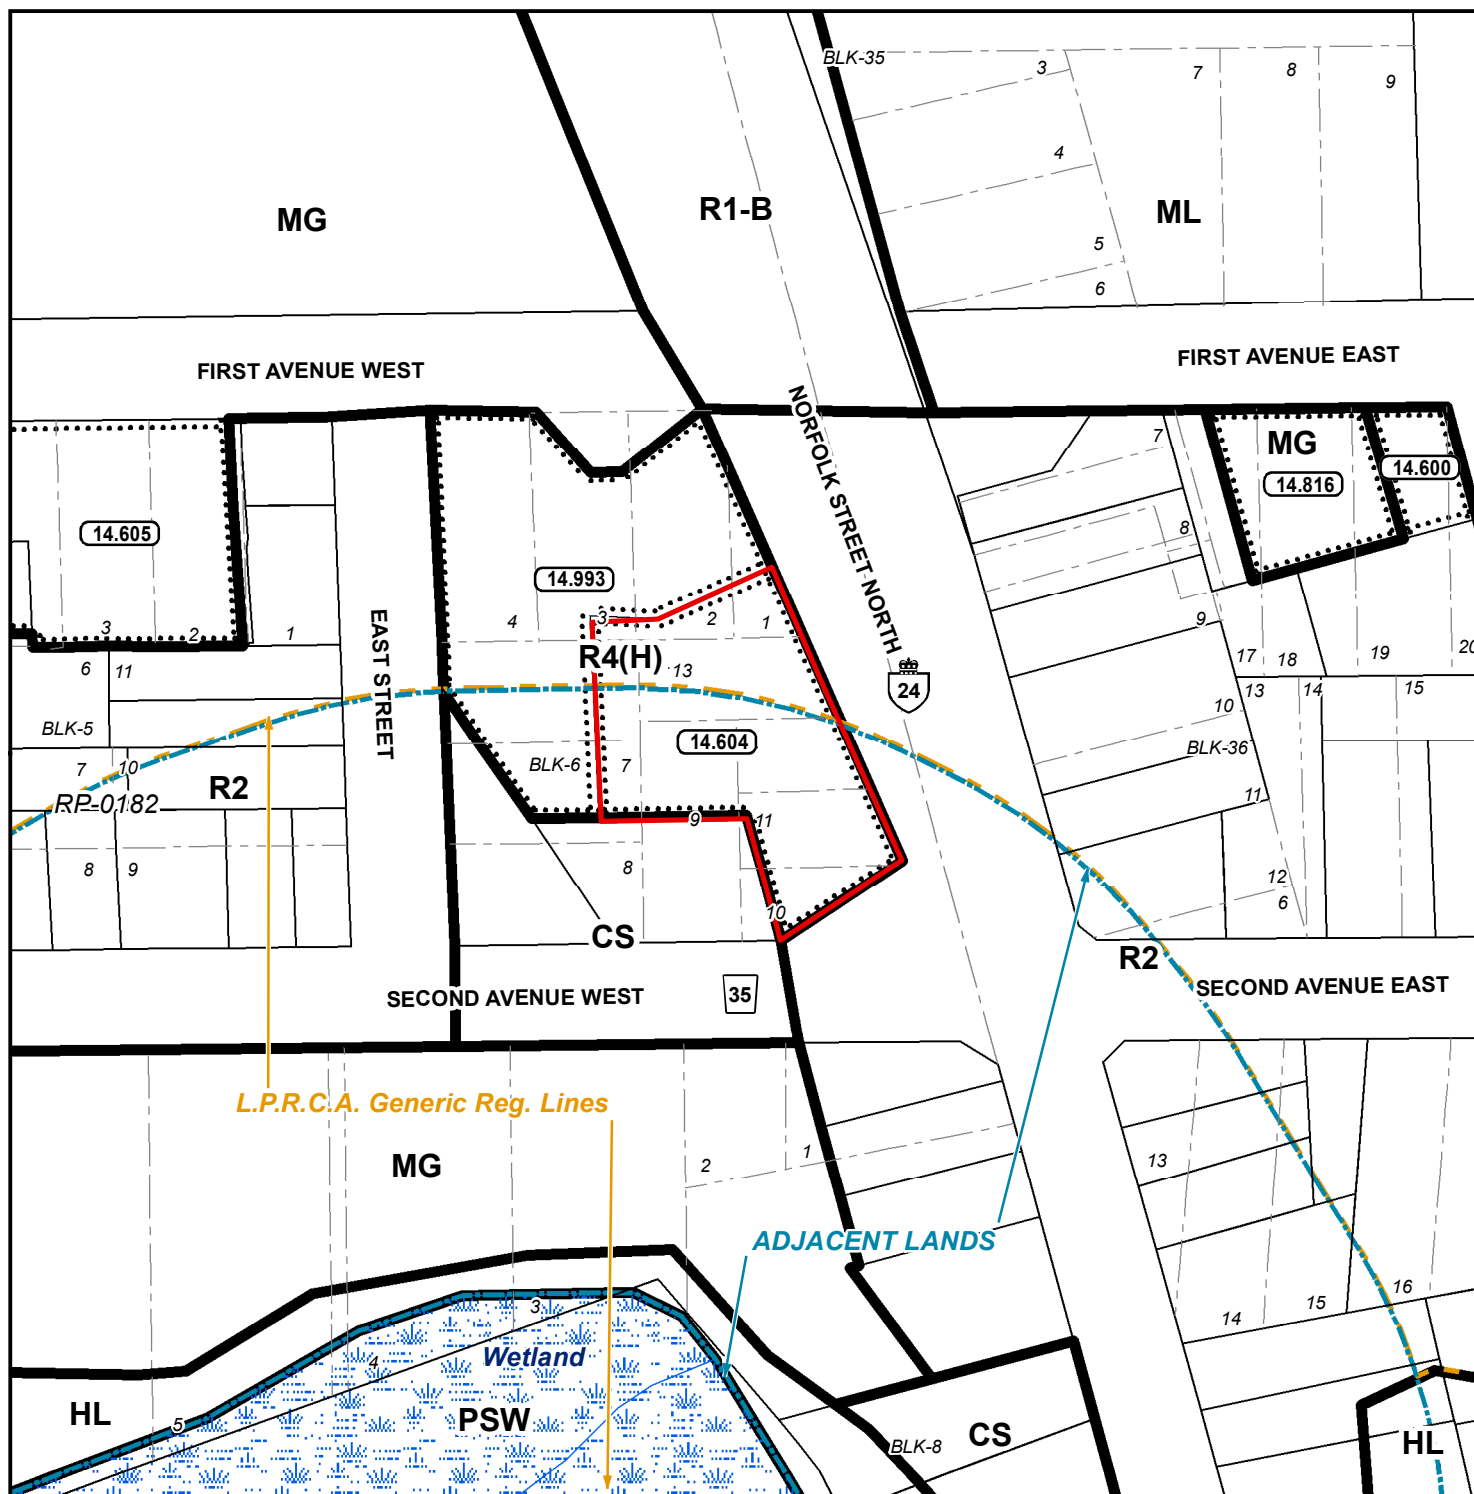 BLK-35
3
7
8
9
4
MG
R1-B
ML
5
6
FIRST AVENUE WEST
FIRST AVENUE EAST
NORFOLK STREET NORTH
7
MG
14.600
14.816
8
14.605
14.993
EAST STREET
3
2
1
4
3
2
1
9
20
6
11
R4(H)
13
17
18
19
24
13
14
15
10
BLK-5
14.604
BLK-36
7
10
BLK-6
7
R2
11
RP-0182
9
11
8
9
8
12
6
10
CS
R2
SECOND AVENUE WEST
35
SECOND AVENUE EAST
L.P.R.C.A. Generic Reg. Lines
MG
2
1
13
ADJACENT LANDS
16
3
15
14
Wetland
4
HL
5
PSW
CS
BLK-8
HL